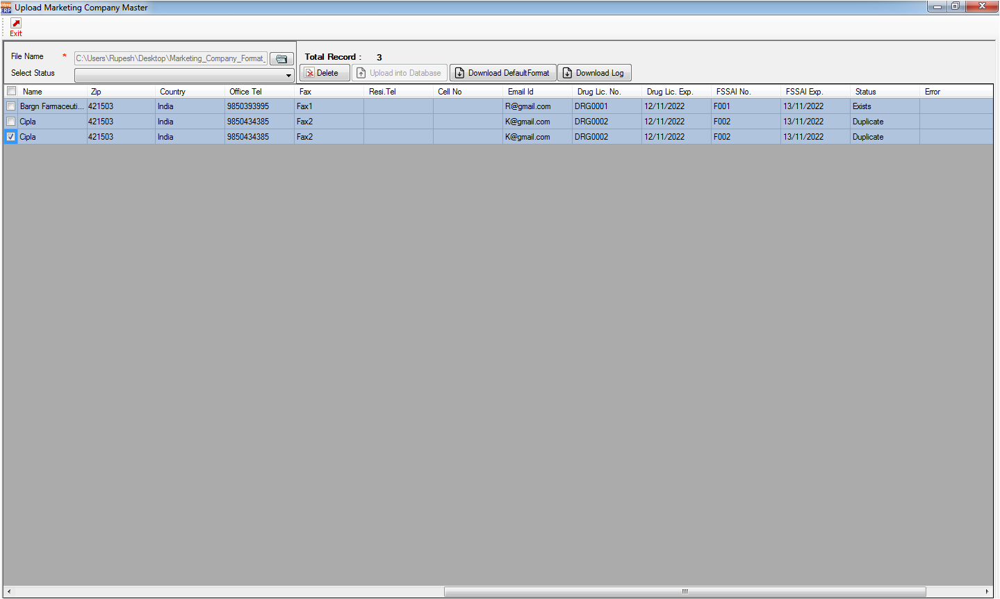 ERP Upload Marketing Company Master
Exit
File Name * C:\Users\Rupesh\Desktop\Marketing_Company_Format_
Total Record : 3
Select Status
Delete Upload into Database Download DefaultFormat Download Log
Name Zip Country Office Tel Fax Resi.Tel Cell No Email Id Drug Lic. No. Drug Lic. Exp. FSSAI No. FSSAI Exp. Status Error
Bargn Farmaceuti... 421503 India 9850393995 Fax1 R@gmail.com DRG0001 12/11/2022 F001 13/11/2022 Exists
Cipla 421503 India 9850434385 Fax2 K@gmail.com DRG0002 12/11/2022 F002 13/11/2022 Duplicate
Cipla 421503 India 9850434385 Fax2 K@gmail.com DRG0002 12/11/2022 F002 13/11/2022 Duplicate